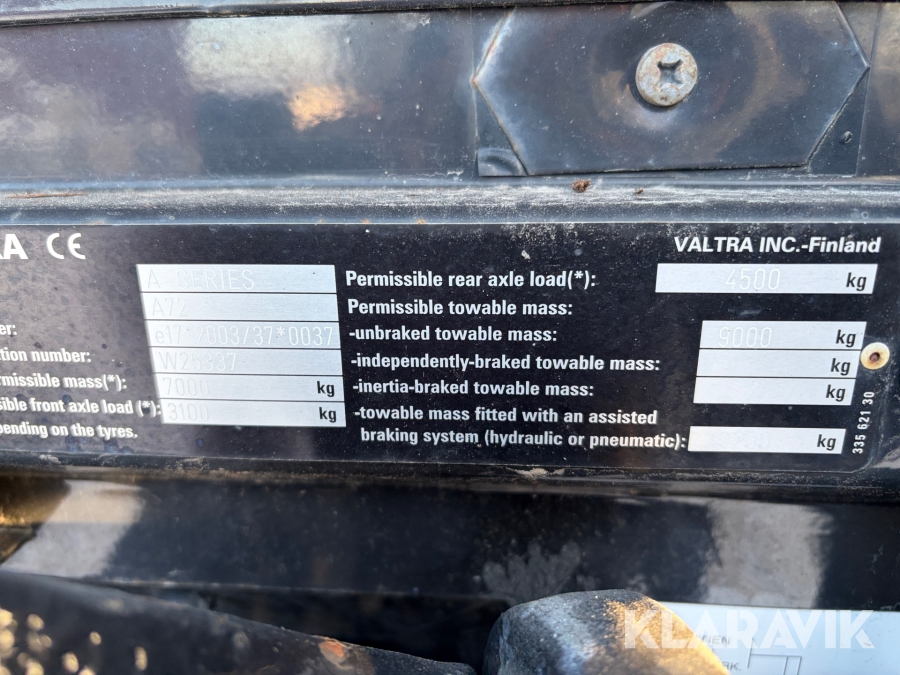 RA CE
VALTRA INC.-Finland
A SERIES
Permissible rear axle load(*): 4500 kg
A72
Permissible towable mass:
er: e17*2003/37*0037
-unbraked towable mass: 9000 kg
tion number: W25337
-independently-braked towable mass: kg
rmissible mass(*): 7000 kg
-inertia-braked towable mass: kg
sible front axle load (*): 3100 kg
-towable mass fitted with an assisted
pending on the tyres.
braking system (hydraulic or pneumatic): kg
335 621 30
KLARAVIK